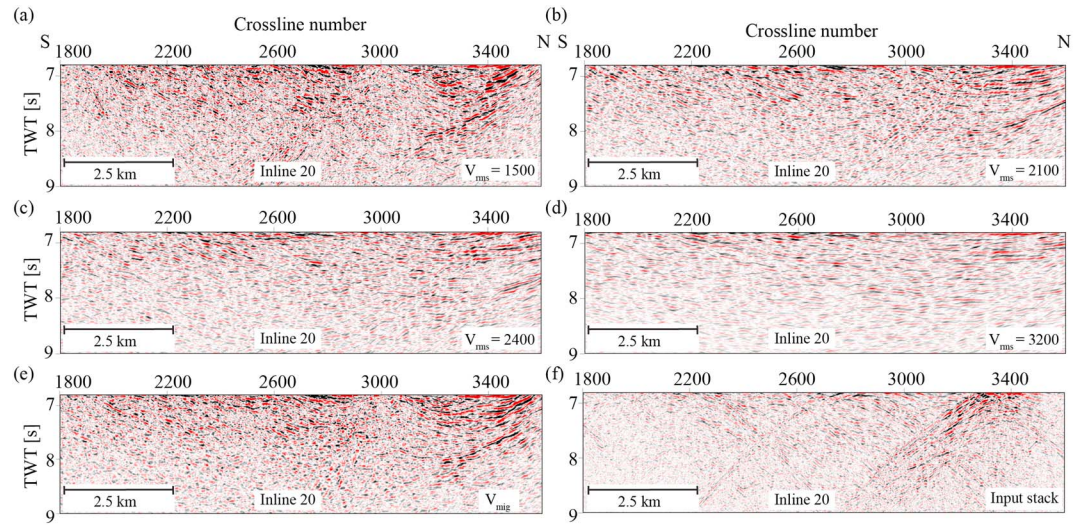 (a)
Crossline number
S
N
1800 2200 2600 3000 3400
TWT [s]
7
8
9
2.5 km
Inline 20
Vrms = 1500
(b)
Crossline number
S
N
1800 2200 2600 3000 3400
7
8
9
2.5 km
Inline 20
Vrms = 2100
(c)
1800 2200 2600 3000 3400
TWT [s]
7
8
9
2.5 km
Inline 20
Vrms = 2400
(d)
1800 2200 2600 3000 3400
7
8
9
2.5 km
Inline 20
Vrms = 3200
(e)
1800 2200 2600 3000 3400
TWT [s]
7
8
9
2.5 km
Inline 20
Vmig
(f)
1800 2200 2600 3000 3400
7
8
9
2.5 km
Inline 20
Input stack